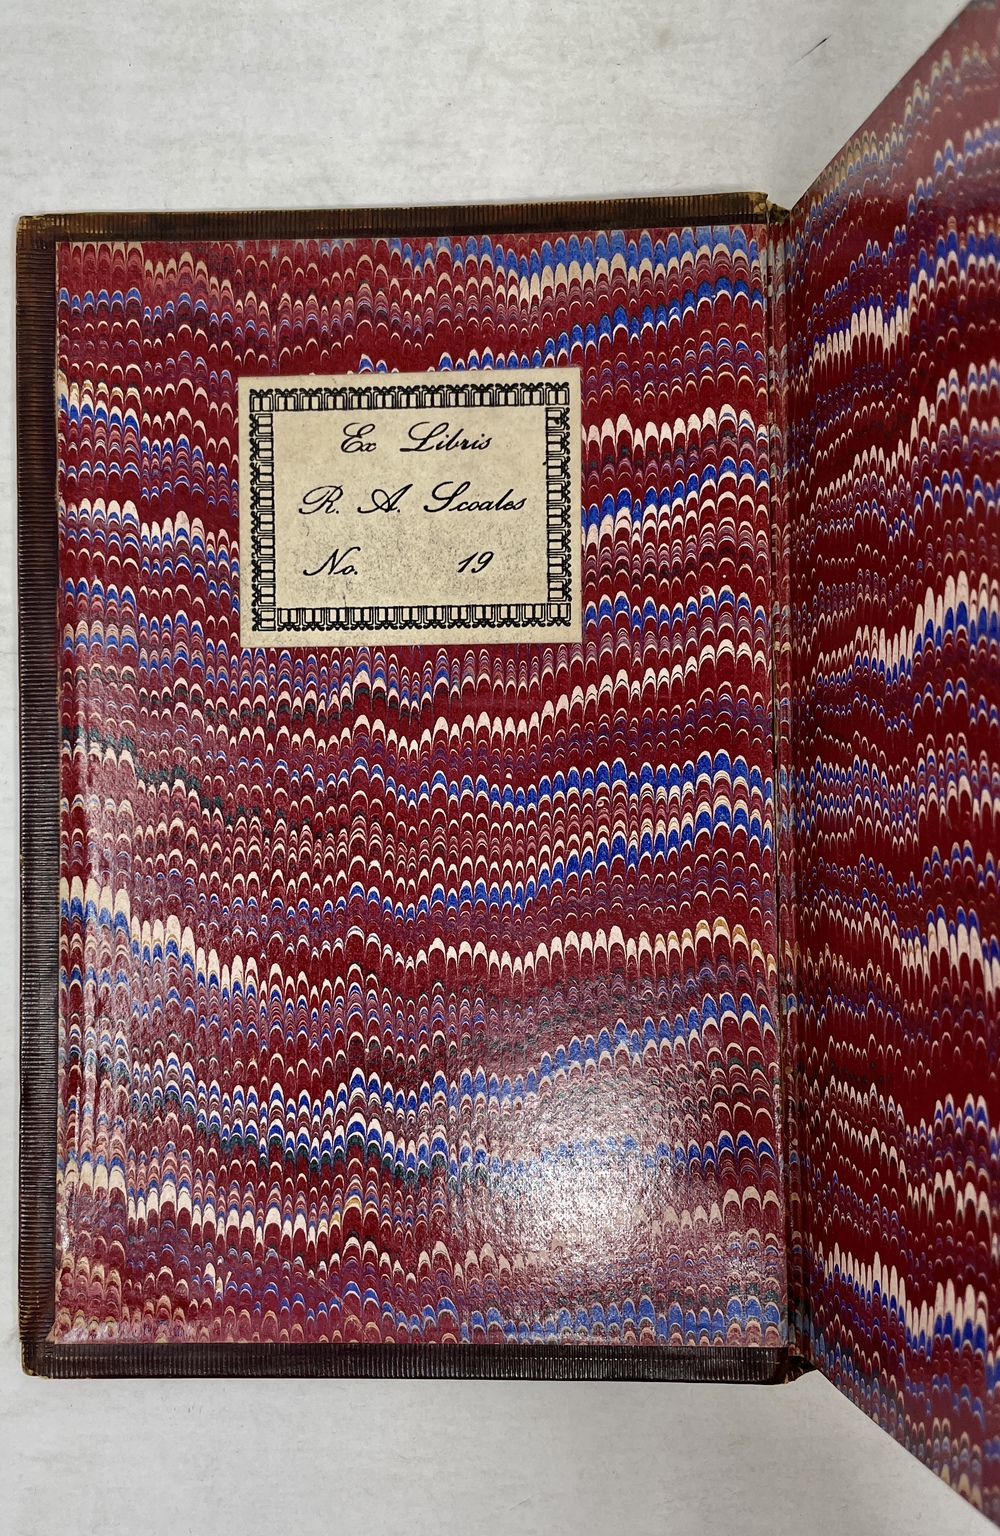 Ex Libris
R. A. Scoales
No. 19